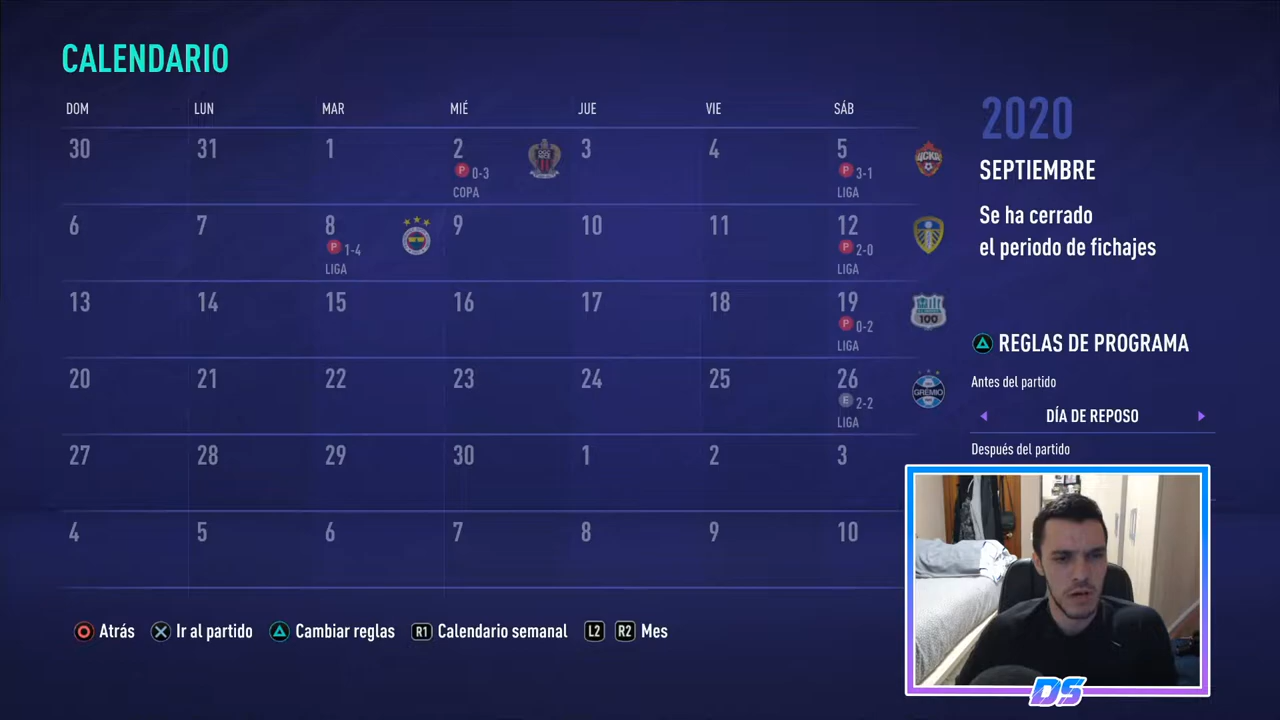 CALENDARIO
DOM LUN MAR MIÉ JUE VIE SÁB
30 31 1 2 3 4 5
P 0-3 P 3-1
COPA LIGA
6 7 8 9 10 11 12
P 1-4 P 2-0
LIGA LIGA
13 14 15 16 17 18 19
100
P 0-2
LIGA
20 21 22 23 24 25 26
GRÊMIO
E 2-2
LIGA
27 28 29 30 1 2 3
4 5 6 7 8 9 10
2020
SEPTIEMBRE
Se ha cerrado
el periodo de fichajes
REGLAS DE PROGRAMA
Antes del partido
DÍA DE REPOSO
Después del partido
Atrás Ir al partido Cambiar reglas R1 Calendario semanal L2 R2 Mes
DS